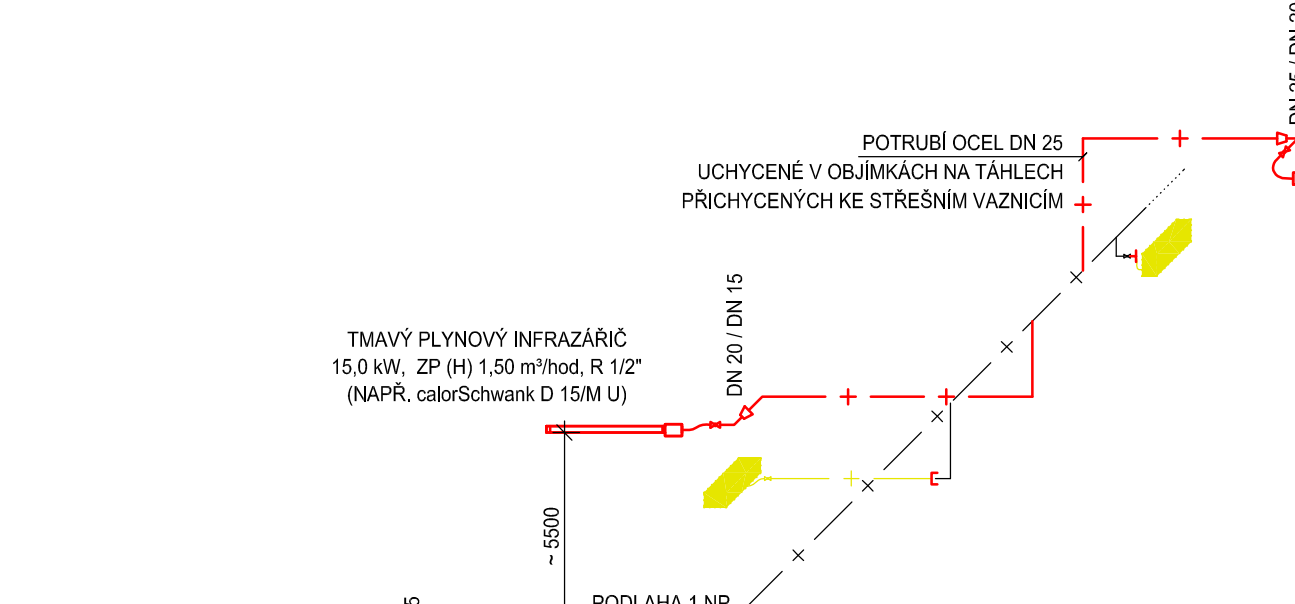 POTRUBÍ OCEL DN 25
UCHYCENÉ V OBJÍMKÁCH NA TÁHLECH
PŘICHYCENÝCH KE STŘEŠNÍM VAZNICÍM
DN 20 / DN 15
TMAVÝ PLYNOVÝ INFRAZÁŘIČ
15,0 kW, ZP (H) 1,50 m³/hod, R 1/2"
(NAPŘ. calorSchwank D 15/M U)
~ 5500
PODLAHA 1.NP